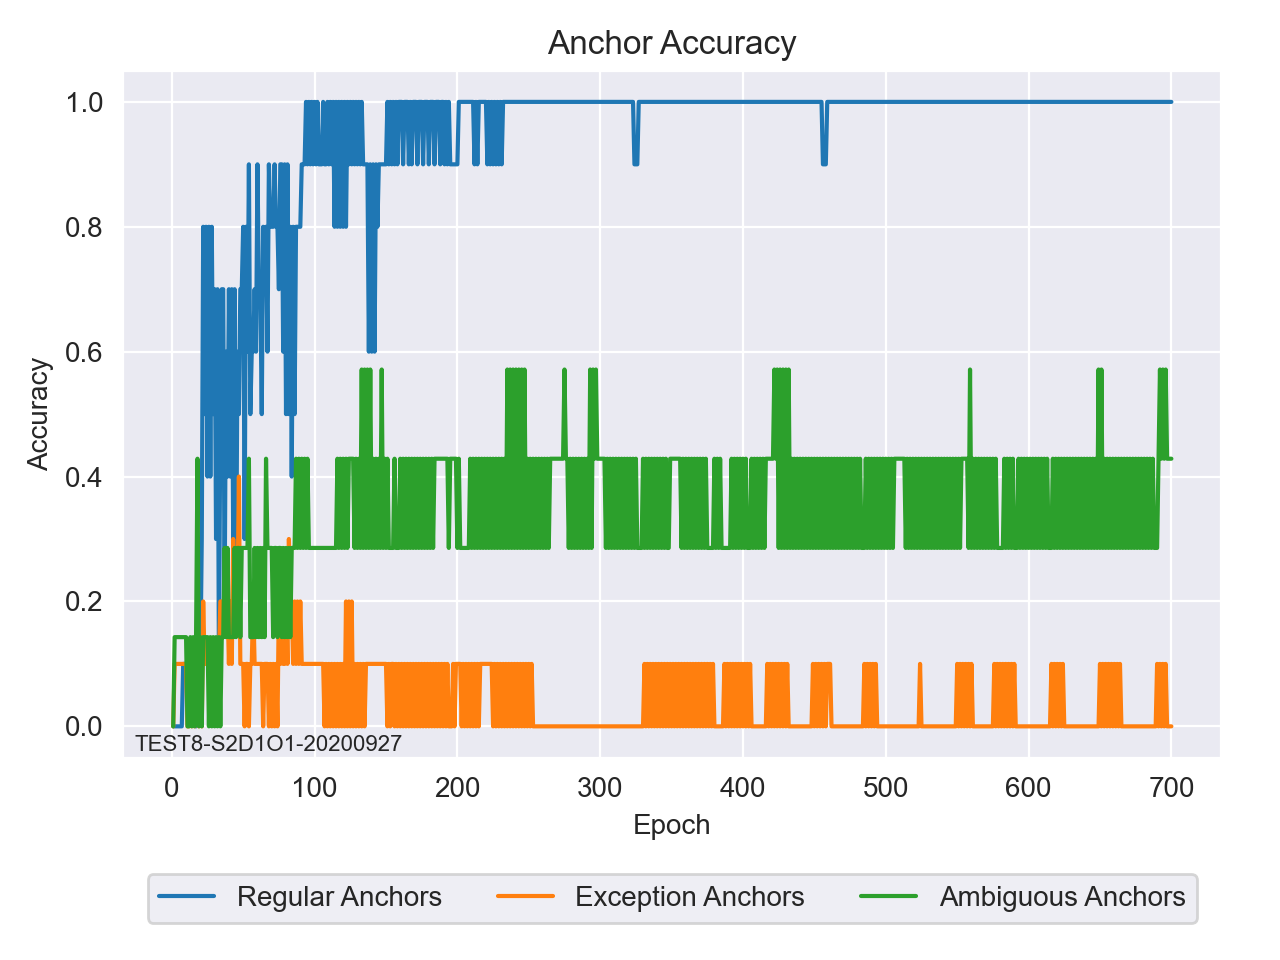 Anchor Accuracy
1.0
0.8
0.6
0.4
0.2
0.0
Accuracy
TEST8-S2D1O1-20200927
0 100 200 300 400 500 600 700
Epoch
Regular Anchors Exception Anchors Ambiguous Anchors